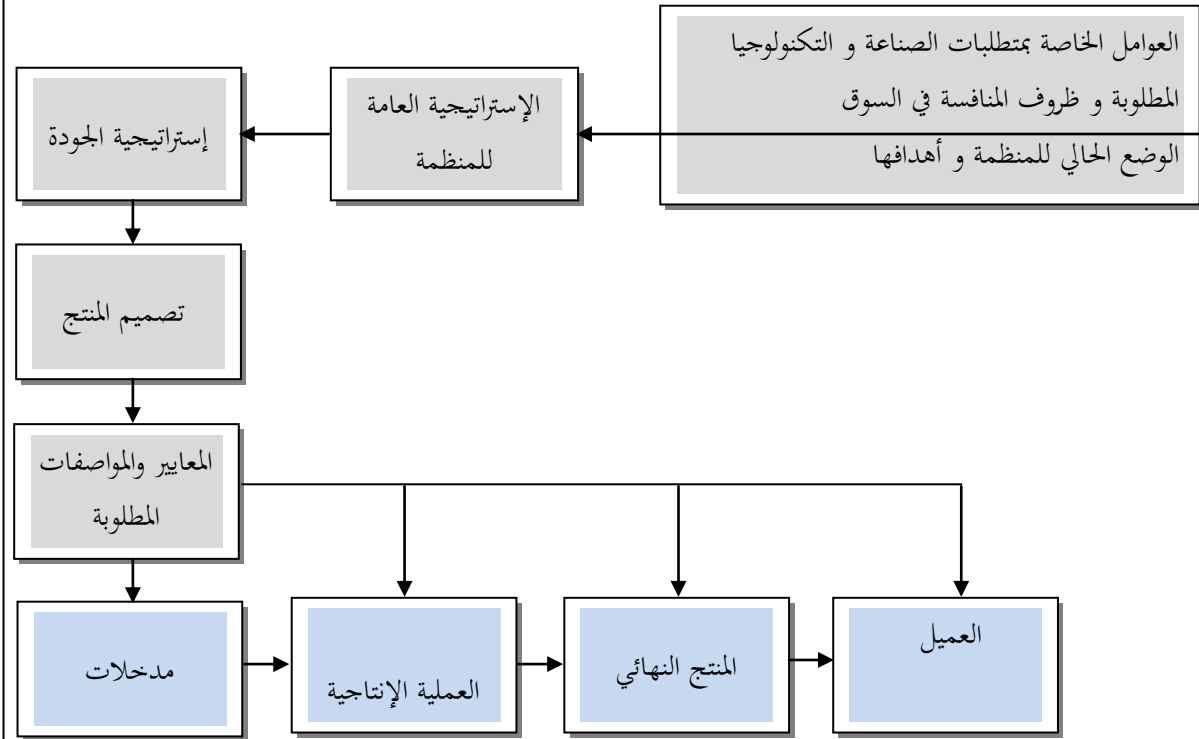 العوامل الخاصة بمتطلبات الصناعة و التكنولوجيا
المطلوبة و ظروف المنافسة في السوق
الوضع الحالي للمنظمة و أهدافها
الإستراتيجية العامة
للمنظمة
إستراتيجية الجودة
تصميم المنتج
المعايير والمواصفات
المطلوبة
مدخلات
العملية الإنتاجية
المنتج النهائي
العميل